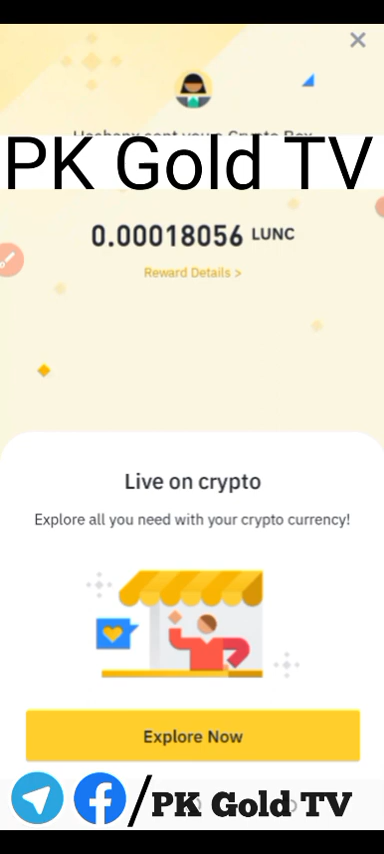 PK Gold TV
0.00018056 LUNC
Reward Details >
Live on crypto
Explore all you need with your crypto currency!
Explore Now
/PK Gold TV